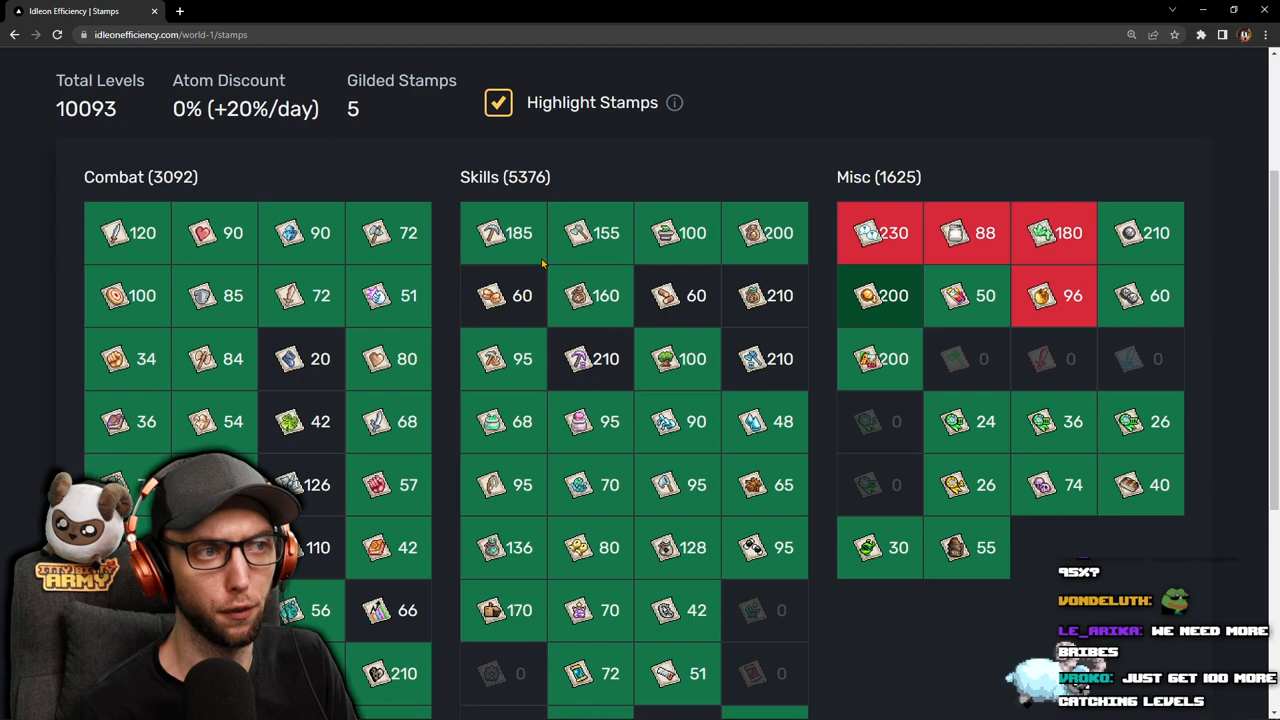 Idleon Efficiency | Stamps
idleonefficiency.com/world-1/stamps
Total Levels
10093
Atom Discount
0% (+20%/day)
Gilded Stamps
5
Highlight Stamps
Combat (3092)
120 90 90 72
100 85 72 51
34 84 20 80
36 54 42 68
126 57
110 42
56 66
210
Skills (5376)
185 155 100 200
60 160 60 210
95 210 100 210
68 95 90 48
95 70 95 65
136 80 128 95
170 70 42 0
0 72 51 0
Misc (1625)
230 88 180 210
200 50 96 60
200 0 0 0
0 24 36 26
0 26 74 40
30 55
ITTY BITTY
ARMY
95%?
VONDELUTH:
LE_ARIKA: WE NEED MORE
BRIBES
VROKO: JUST GET 100 MORE
CATCHING LEVELS